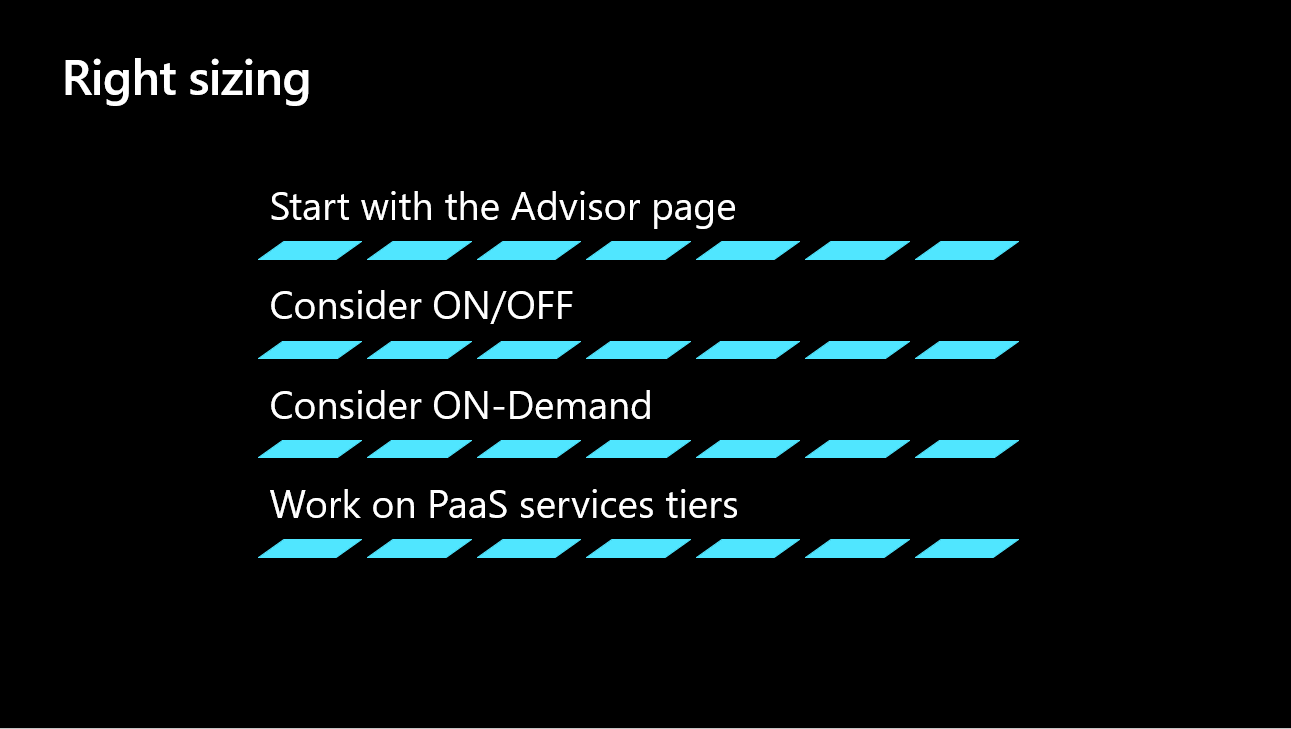 Right sizing
Start with the Advisor page
Consider ON/OFF
Consider ON-Demand
Work on PaaS services tiers